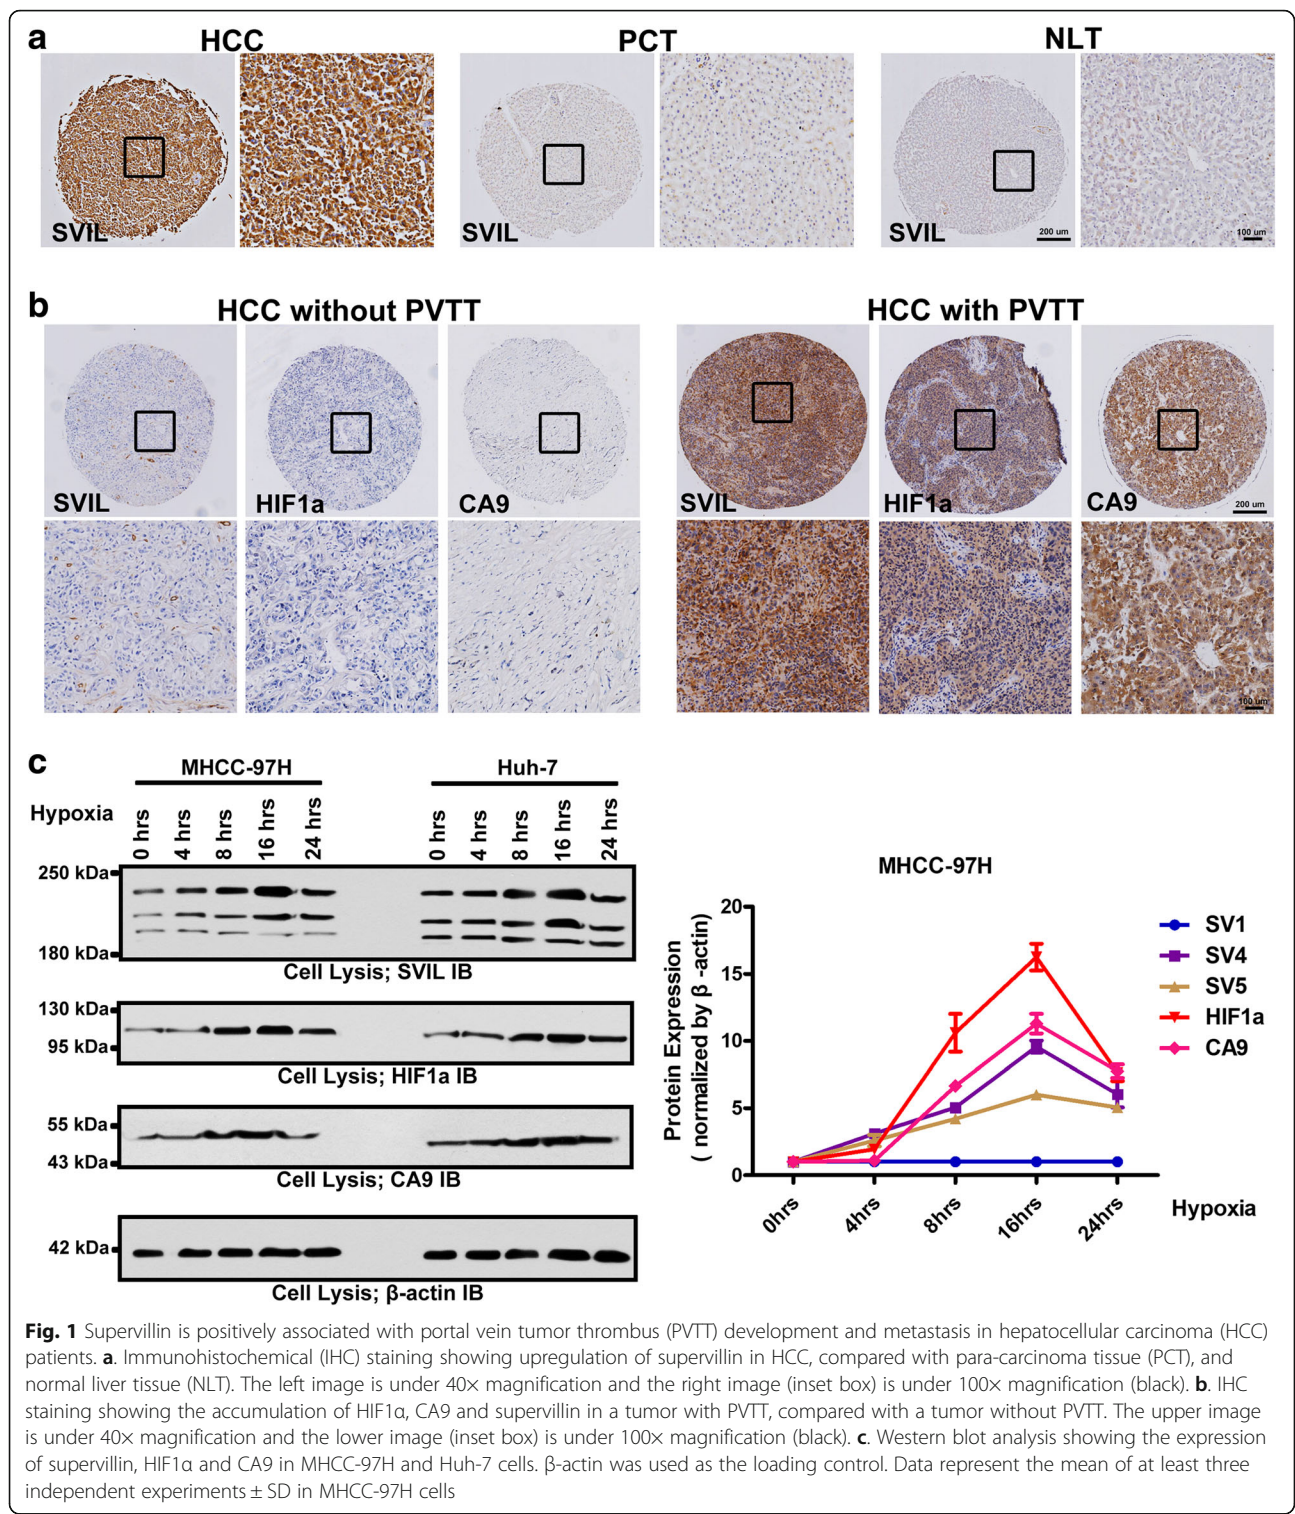 a
HCC
PCT
NLT
SVIL
SVIL
SVIL
200 um
100 um
b
HCC without PVTT
HCC with PVTT
SVIL
HIF1a
CA9
SVIL
HIF1a
CA9
200 um
100 um
c
MHCC-97H
Huh-7
Hypoxia
0 hrs
4 hrs
8 hrs
16 hrs
24 hrs
0 hrs
4 hrs
8 hrs
16 hrs
24 hrs
250 kDa
180 kDa
Cell Lysis; SVIL IB
130 kDa
95 kDa
Cell Lysis; HIF1a IB
55 kDa
43 kDa
Cell Lysis; CA9 IB
42 kDa
Cell Lysis; β-actin IB
MHCC-97H
Protein Expression
( normalized by β -actin)
20
15
10
5
0
0hrs
4hrs
8hrs
16hrs
24hrs
Hypoxia
SV1
SV4
SV5
HIF1a
CA9
Fig. 1 Supervillin is positively associated with portal vein tumor thrombus (PVTT) development and metastasis in hepatocellular carcinoma (HCC)
patients. a. Immunohistochemical (IHC) staining showing upregulation of supervillin in HCC, compared with para-carcinoma tissue (PCT), and
normal liver tissue (NLT). The left image is under 40× magnification and the right image (inset box) is under 100× magnification (black). b. IHC
staining showing the accumulation of HIF1α, CA9 and supervillin in a tumor with PVTT, compared with a tumor without PVTT. The upper image
is under 40× magnification and the lower image (inset box) is under 100× magnification (black). c. Western blot analysis showing the expression
of supervillin, HIF1α and CA9 in MHCC-97H and Huh-7 cells. β-actin was used as the loading control. Data represent the mean of at least three
independent experiments ± SD in MHCC-97H cells